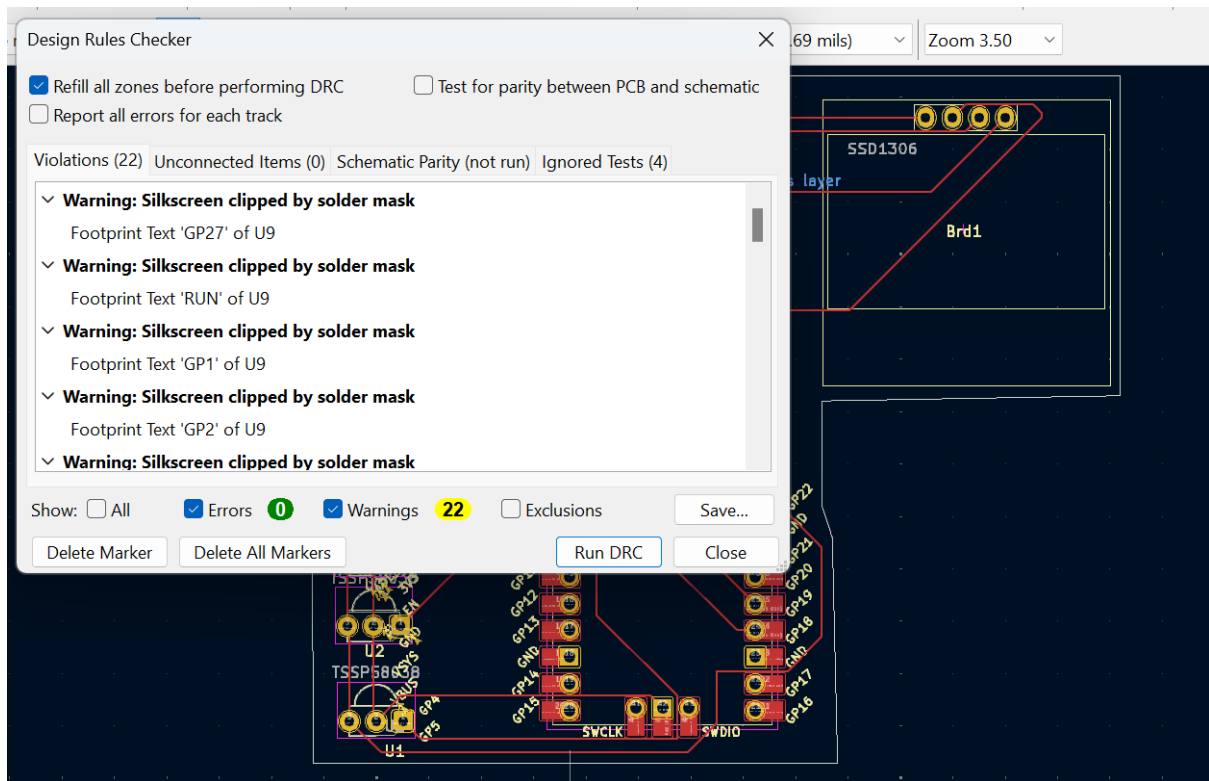 Design Rules Checker
.69 mils)
Zoom 3.50
Refill all zones before performing DRC
Test for parity between PCB and schematic
Report all errors for each track
Violations (22)
Unconnected Items (0)
Schematic Parity (not run)
Ignored Tests (4)
Warning: Silkscreen clipped by solder mask
Footprint Text 'GP27' of U9
Warning: Silkscreen clipped by solder mask
Footprint Text 'RUN' of U9
Warning: Silkscreen clipped by solder mask
Footprint Text 'GP1' of U9
Warning: Silkscreen clipped by solder mask
Footprint Text 'GP2' of U9
Warning: Silkscreen clipped by solder mask
Show:
All
Errors
0
Warnings
22
Exclusions
Save...
Delete Marker
Delete All Markers
Run DRC
Close
SSD1306
s layer
Brd1
GP22
GND
GP21
GP20
GP12
GP19
GP13
GP18
GND
GND
GP14
GP17
GP15
GP16
SWCLK
SWDIO
EN
GND
U2
VSYS
TSSP58038
VBUS
GP4
GP5
U1